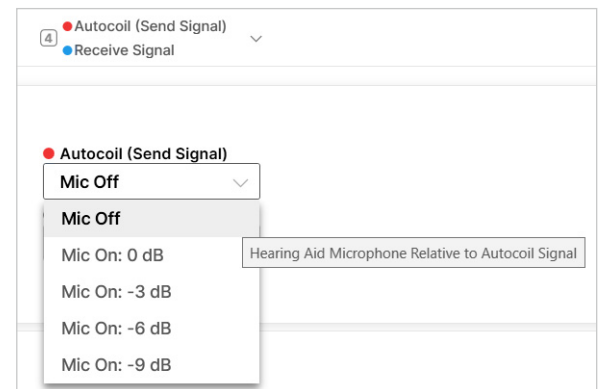 4
Autocoil (Send Signal)
Receive Signal
Autocoil (Send Signal)
Mic Off
Mic Off
Mic On: 0 dB
Hearing Aid Microphone Relative to Autocoil Signal
Mic On: -3 dB
Mic On: -6 dB
Mic On: -9 dB